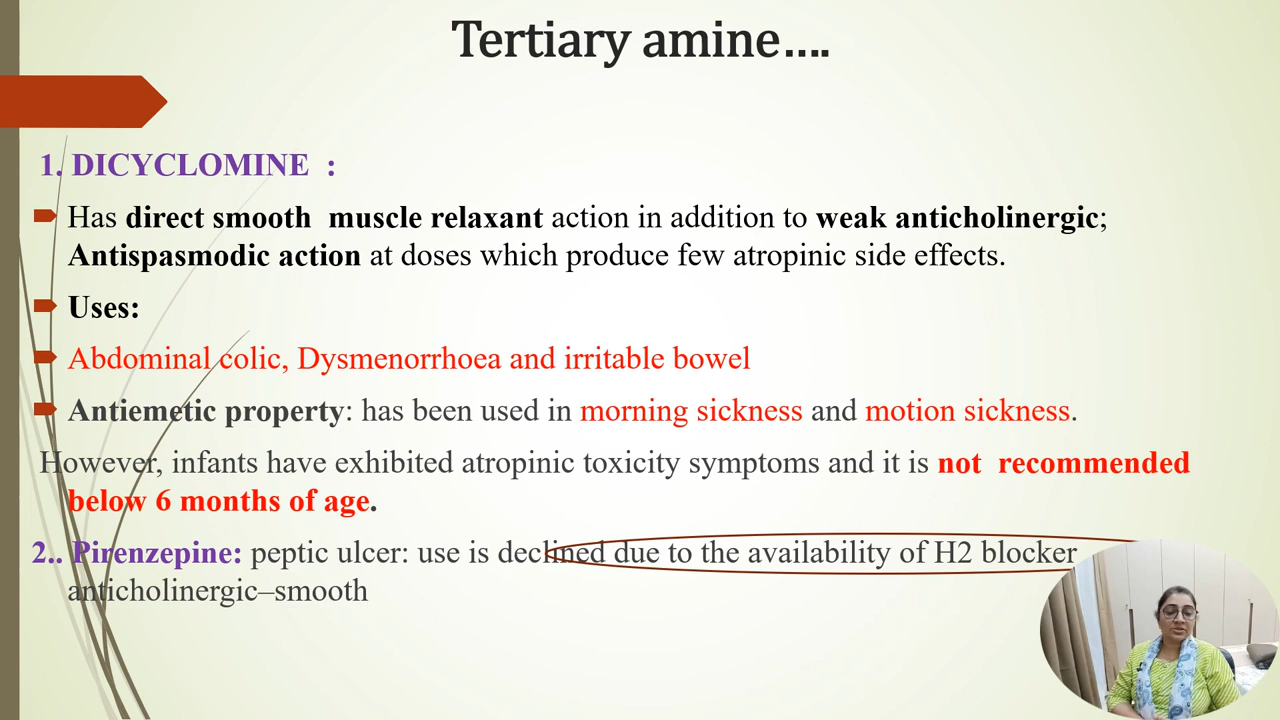 Tertiary amine….
1. DICYCLOMINE :
Has direct smooth muscle relaxant action in addition to weak anticholinergic;
Antispasmodic action at doses which produce few atropinic side effects.
Uses:
Abdominal colic, Dysmenorrhoea and irritable bowel
Antiemetic property: has been used in morning sickness and motion sickness.
However, infants have exhibited atropinic toxicity symptoms and it is not recommended
below 6 months of age.
2.. Pirenzepine: peptic ulcer: use is declined due to the availability of H2 blocker
anticholinergic–smooth